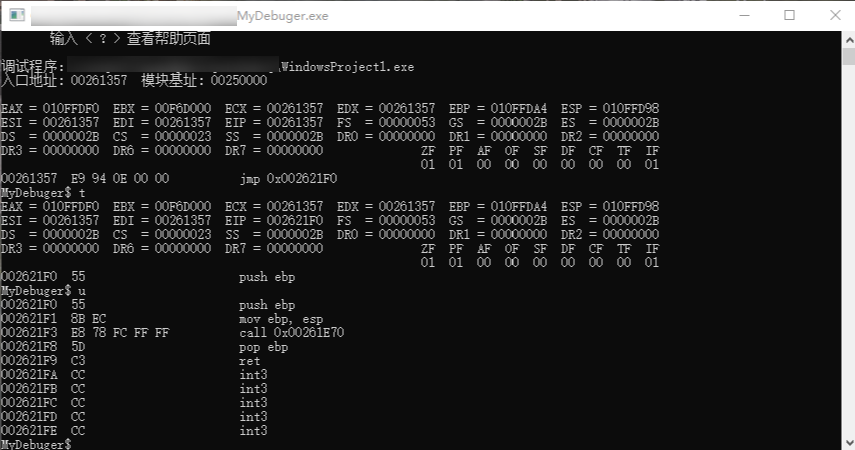 MyDebuger.exe
输入 < ? > 查看帮助页面
调试程序: \WindowsProject1.exe
入口地址: 00261357 模块基址: 00250000
EAX = 010FFDF0 EBX = 00F6D000 ECX = 00261357 EDX = 00261357 EBP = 010FFDA4 ESP = 010FFD98
ESI = 00261357 EDI = 00261357 EIP = 00261357 FS = 00000053 GS = 0000002B ES = 0000002B
DS = 0000002B CS = 00000023 SS = 0000002B DR0 = 00000000 DR1 = 00000000 DR2 = 00000000
DR3 = 00000000 DR6 = 00000000 DR7 = 00000000 ZF PF AF OF SF DF CF TF IF
01 01 00 00 00 00 00 00 01
00261357 E9 94 0E 00 00 jmp 0x002621F0
MyDebuger$ t
EAX = 010FFDF0 EBX = 00F6D000 ECX = 00261357 EDX = 00261357 EBP = 010FFDA4 ESP = 010FFD98
ESI = 00261357 EDI = 00261357 EIP = 002621F0 FS = 00000053 GS = 0000002B ES = 0000002B
DS = 0000002B CS = 00000023 SS = 0000002B DR0 = 00000000 DR1 = 00000000 DR2 = 00000000
DR3 = 00000000 DR6 = 00000000 DR7 = 00000000 ZF PF AF OF SF DF CF TF IF
01 01 00 00 00 00 00 00 01
002621F0 55 push ebp
MyDebuger$ u
002621F0 55 push ebp
002621F1 8B EC mov ebp, esp
002621F3 E8 78 FC FF FF call 0x00261E70
002621F8 5D pop ebp
002621F9 C3 ret
002621FA CC int3
002621FB CC int3
002621FC CC int3
002621FD CC int3
002621FE CC int3
MyDebuger$